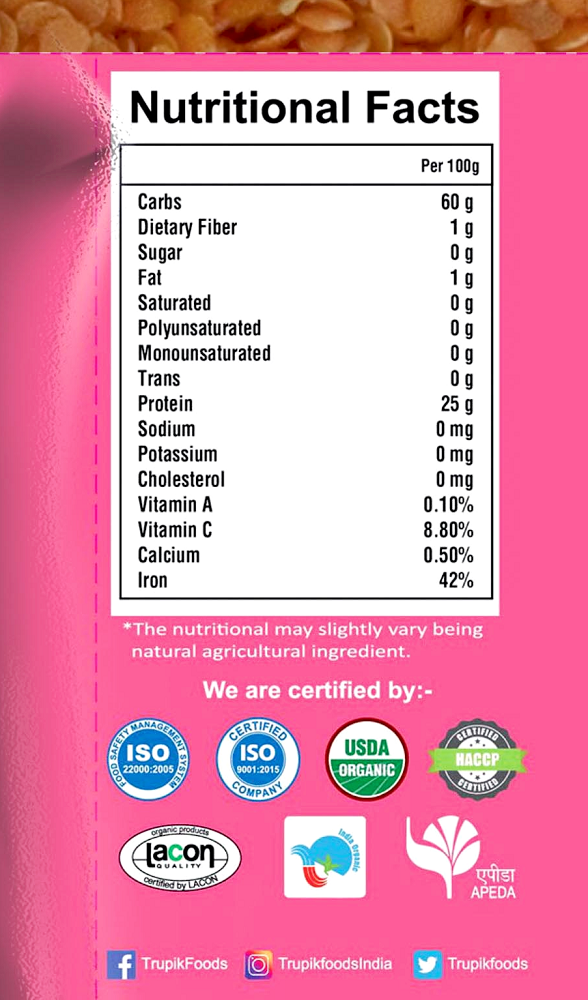 Nutritional Facts
Per 100g
Carbs 60 g
Dietary Fiber 1 g
Sugar 0 g
Fat 1 g
Saturated 0 g
Polyunsaturated 0 g
Monounsaturated 0 g
Trans 0 g
Protein 25 g
Sodium 0 mg
Potassium 0 mg
Cholesterol 0 mg
Vitamin A 0.10%
Vitamin C 8.80%
Calcium 0.50%
Iron 42%
*The nutritional may slightly vary being
natural agricultural ingredient.
We are certified by:-
FOOD SAFETY MANAGEMENT SYSTEM
ISO
22000:2005
CERTIFIED
ISO
9001:2015
COMPANY
USDA
ORGANIC
CERTIFIED
HACCP
CERTIFIED
organic products
lacon
QUALITY
certified by LACON
India Organic
एपीडा
APEDA
TrupikFoods
TrupikfoodsIndia
Trupikfoods